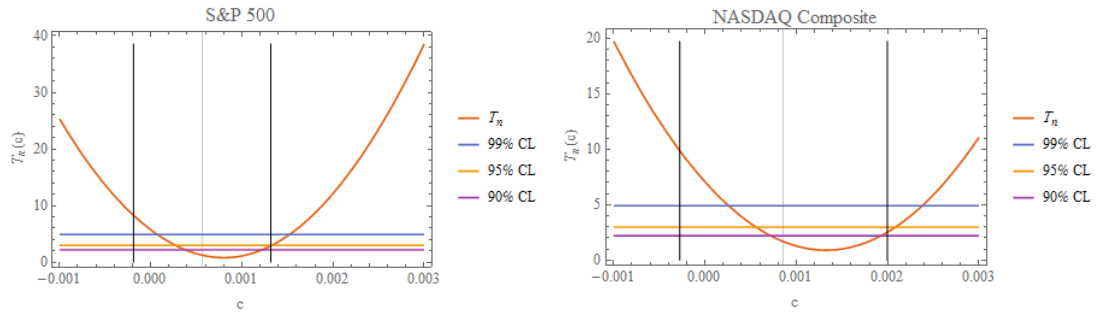 S&P 500
40
30
20
10
0
−0.001
0.000
0.001
0.002
0.003
T_n(c)
c
T_n
99% CL
95% CL
90% CL
NASDAQ Composite
20
15
10
5
0
−0.001
0.000
0.001
0.002
0.003
T_n(c)
c
T_n
99% CL
95% CL
90% CL